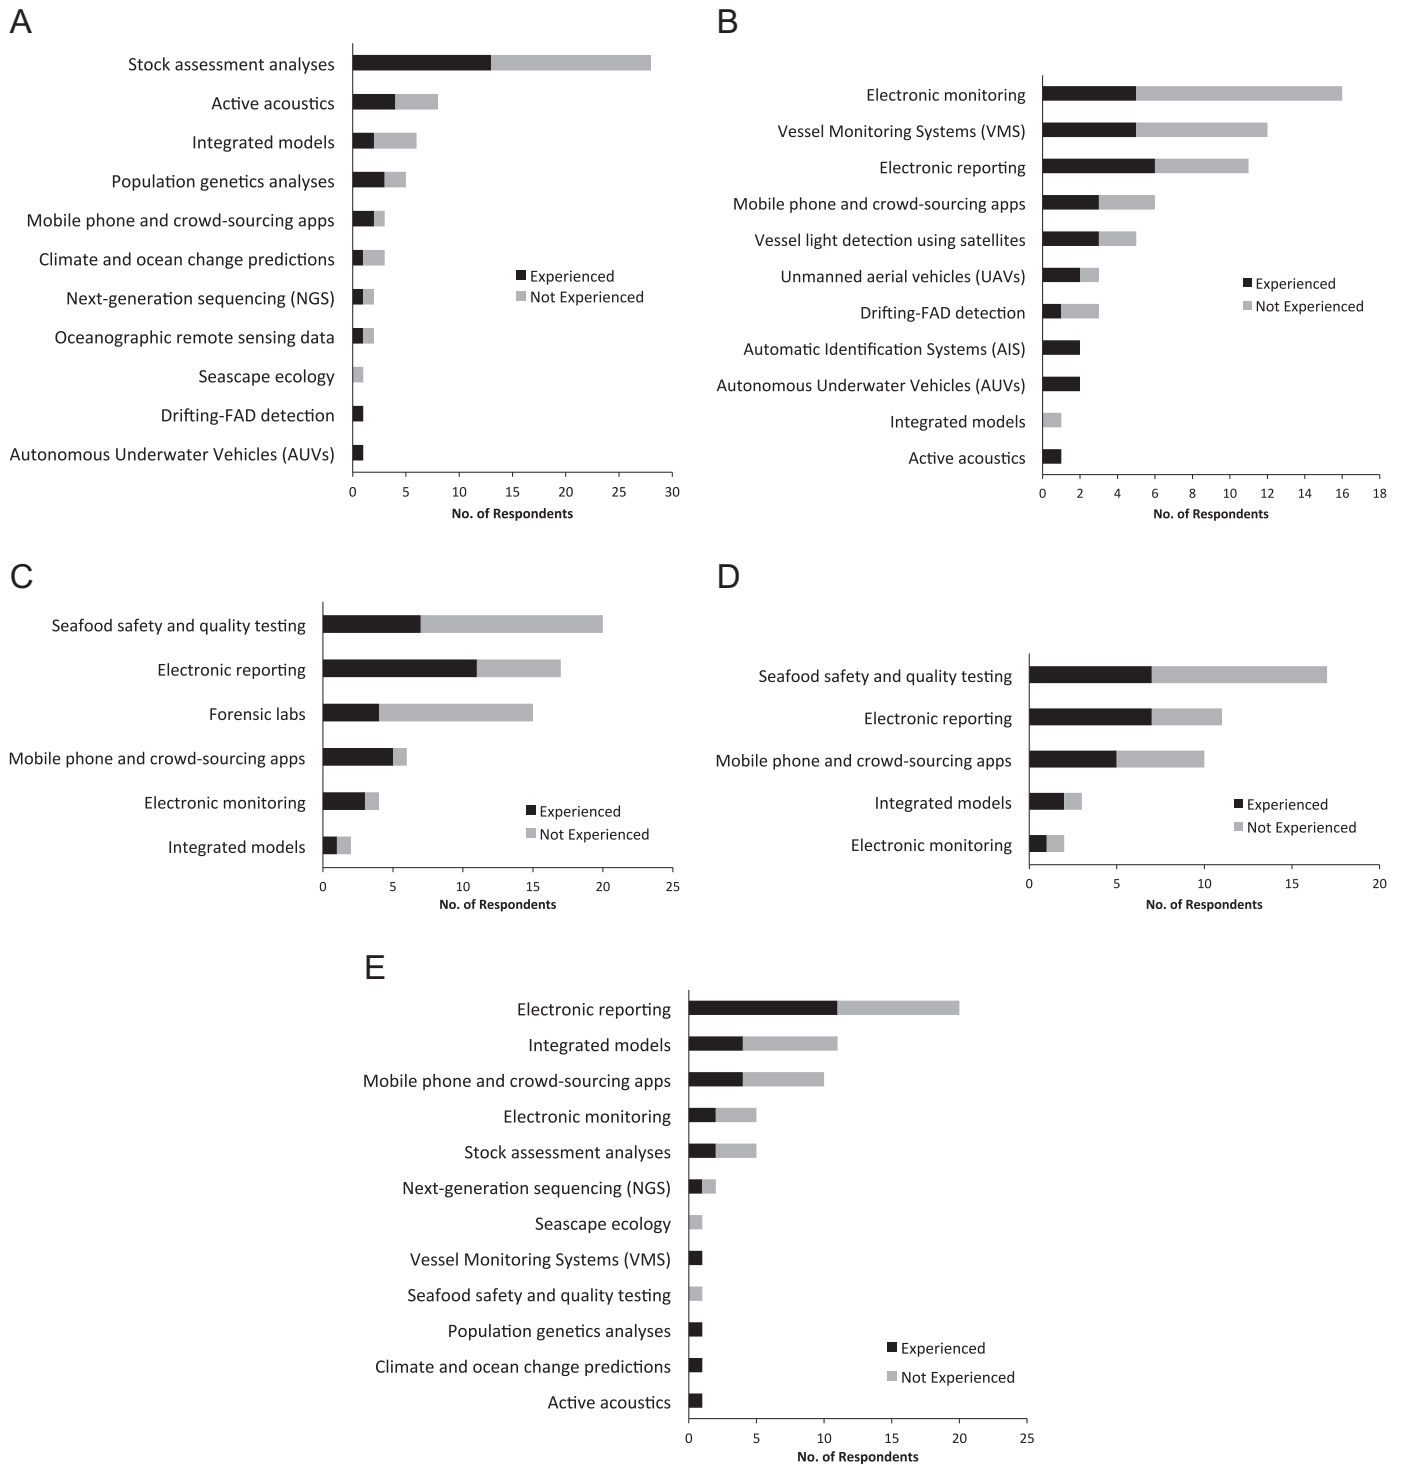 A
Stock assessment analyses
Active acoustics
Integrated models
Population genetics analyses
Mobile phone and crowd-sourcing apps
Climate and ocean change predictions
Next-generation sequencing (NGS)
Oceanographic remote sensing data
Seascape ecology
Drifting-FAD detection
Autonomous Underwater Vehicles (AUVs)
Experienced
Not Experienced
0 5 10 15 20 25 30
No. of Respondents
B
Electronic monitoring
Vessel Monitoring Systems (VMS)
Electronic reporting
Mobile phone and crowd-sourcing apps
Vessel light detection using satellites
Unmanned aerial vehicles (UAVs)
Drifting-FAD detection
Automatic Identification Systems (AIS)
Autonomous Underwater Vehicles (AUVs)
Integrated models
Active acoustics
Experienced
Not Experienced
0 2 4 6 8 10 12 14 16 18
No. of Respondents
C
Seafood safety and quality testing
Electronic reporting
Forensic labs
Mobile phone and crowd-sourcing apps
Electronic monitoring
Integrated models
Experienced
Not Experienced
0 5 10 15 20 25
No. of Respondents
D
Seafood safety and quality testing
Electronic reporting
Mobile phone and crowd-sourcing apps
Integrated models
Electronic monitoring
Experienced
Not Experienced
0 5 10 15 20
No. of Respondents
E
Electronic reporting
Integrated models
Mobile phone and crowd-sourcing apps
Electronic monitoring
Stock assessment analyses
Next-generation sequencing (NGS)
Seascape ecology
Vessel Monitoring Systems (VMS)
Seafood safety and quality testing
Population genetics analyses
Climate and ocean change predictions
Active acoustics
Experienced
Not Experienced
0 5 10 15 20 25
No. of Respondents